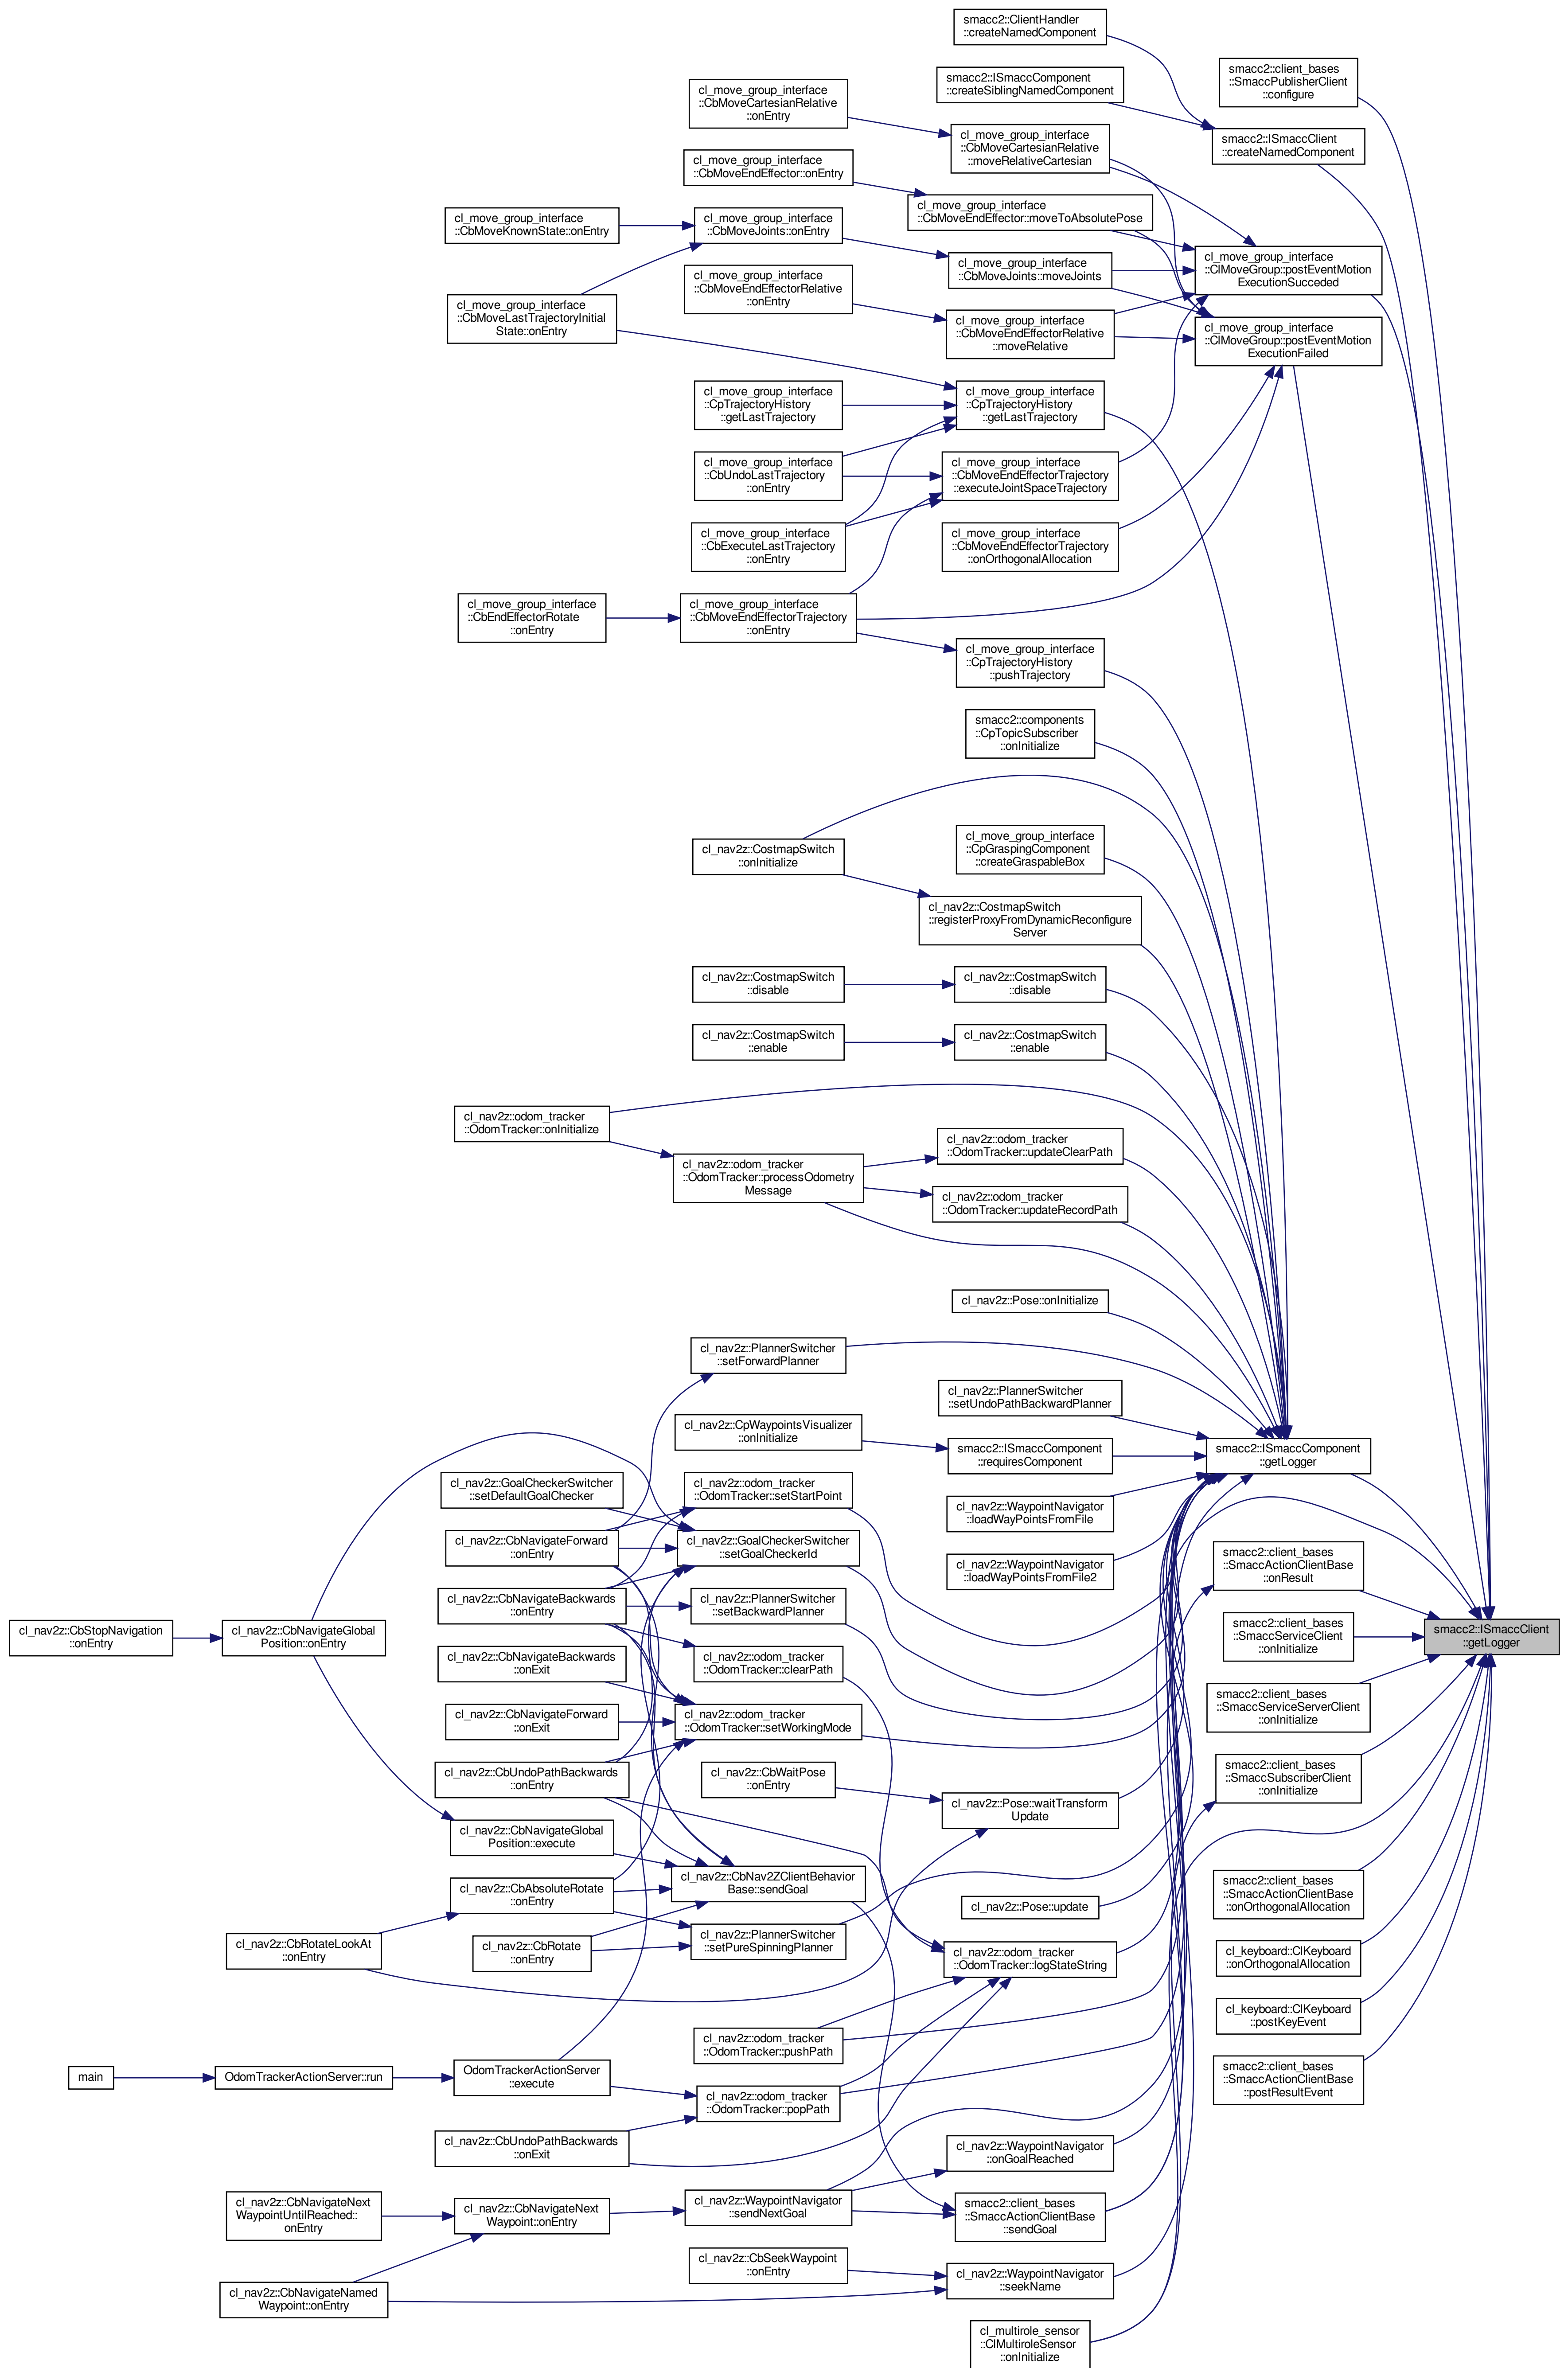 smacc2::ClientHandler
::createNamedComponent
smacc2::client_bases
::SmaccPublisherClient
::configure
smacc2::ISmaccComponent
::createSiblingNamedComponent
cl_move_group_interface
::CbMoveCartesianRelative
::onEntry
cl_move_group_interface
::CbMoveCartesianRelative
::moveRelativeCartesian
smacc2::ISmaccClient
::createNamedComponent
cl_move_group_interface
::CbMoveEndEffector::onEntry
cl_move_group_interface
::CbMoveEndEffector::moveToAbsolutePose
cl_move_group_interface
::CbMoveKnownState::onEntry
cl_move_group_interface
::CbMoveJoints::onEntry
cl_move_group_interface
::CbMoveJoints::moveJoints
cl_move_group_interface
::ClMoveGroup::postEventMotion
ExecutionSucceded
cl_move_group_interface
::CbMoveEndEffectorRelative
::onEntry
cl_move_group_interface
::CbMoveLastTrajectoryInitial
State::onEntry
cl_move_group_interface
::CbMoveEndEffectorRelative
::moveRelative
cl_move_group_interface
::ClMoveGroup::postEventMotion
ExecutionFailed
cl_move_group_interface
::CpTrajectoryHistory
::getLastTrajectory
cl_move_group_interface
::CpTrajectoryHistory
::getLastTrajectory
cl_move_group_interface
::CbUndoLastTrajectory
::onEntry
cl_move_group_interface
::CbMoveEndEffectorTrajectory
::executeJointSpaceTrajectory
cl_move_group_interface
::CbExecuteLastTrajectory
::onEntry
cl_move_group_interface
::CbMoveEndEffectorTrajectory
::onOrthogonalAllocation
cl_move_group_interface
::CbEndEffectorRotate
::onEntry
cl_move_group_interface
::CbMoveEndEffectorTrajectory
::onEntry
cl_move_group_interface
::CpTrajectoryHistory
::pushTrajectory
smacc2::components
::CpTopicSubscriber
::onInitialize
cl_nav2z::CostmapSwitch
::onInitialize
cl_move_group_interface
::CpGraspingComponent
::createGraspableBox
cl_nav2z::CostmapSwitch
::registerProxyFromDynamicReconfigure
Server
cl_nav2z::CostmapSwitch
::disable
cl_nav2z::CostmapSwitch
::disable
cl_nav2z::CostmapSwitch
::enable
cl_nav2z::CostmapSwitch
::enable
cl_nav2z::odom_tracker
::OdomTracker::onInitialize
cl_nav2z::odom_tracker
::OdomTracker::processOdometry
Message
cl_nav2z::odom_tracker
::OdomTracker::updateClearPath
cl_nav2z::odom_tracker
::OdomTracker::updateRecordPath
cl_nav2z::Pose::onInitialize
cl_nav2z::PlannerSwitcher
::setForwardPlanner
cl_nav2z::PlannerSwitcher
::setUndoPathBackwardPlanner
cl_nav2z::CpWaypointsVisualizer
::onInitialize
smacc2::ISmaccComponent
::requiresComponent
smacc2::ISmaccComponent
::getLogger
cl_nav2z::GoalCheckerSwitcher
::setDefaultGoalChecker
cl_nav2z::odom_tracker
::OdomTracker::setStartPoint
cl_nav2z::WaypointNavigator
::loadWayPointsFromFile
cl_nav2z::CbNavigateForward
::onEntry
cl_nav2z::GoalCheckerSwitcher
::setGoalCheckerId
cl_nav2z::WaypointNavigator
::loadWayPointsFromFile2
smacc2::client_bases
::SmaccActionClientBase
::onResult
cl_nav2z::CbNavigateBackwards
::onEntry
cl_nav2z::PlannerSwitcher
::setBackwardPlanner
cl_nav2z::CbStopNavigation
::onEntry
cl_nav2z::CbNavigateGlobal
Position::onEntry
smacc2::client_bases
::SmaccServiceClient
::onInitialize
smacc2::ISmaccClient
::getLogger
cl_nav2z::CbNavigateBackwards
::onExit
cl_nav2z::odom_tracker
::OdomTracker::clearPath
smacc2::client_bases
::SmaccServiceServerClient
::onInitialize
cl_nav2z::CbNavigateForward
::onExit
cl_nav2z::odom_tracker
::OdomTracker::setWorkingMode
cl_nav2z::CbUndoPathBackwards
::onEntry
cl_nav2z::CbWaitPose
::onEntry
smacc2::client_bases
::SmaccSubscriberClient
::onInitialize
cl_nav2z::Pose::waitTransform
Update
cl_nav2z::CbNavigateGlobal
Position::execute
cl_nav2z::CbNav2ZClientBehavior
Base::sendGoal
cl_nav2z::CbAbsoluteRotate
::onEntry
cl_nav2z::Pose::update
smacc2::client_bases
::SmaccActionClientBase
::onOrthogonalAllocation
cl_nav2z::CbRotateLookAt
::onEntry
cl_nav2z::CbRotate
::onEntry
cl_nav2z::PlannerSwitcher
::setPureSpinningPlanner
cl_nav2z::odom_tracker
::OdomTracker::logStateString
cl_keyboard::ClKeyboard
::onOrthogonalAllocation
cl_nav2z::odom_tracker
::OdomTracker::pushPath
cl_keyboard::ClKeyboard
::postKeyEvent
main
OdomTrackerActionServer::run
OdomTrackerActionServer
::execute
cl_nav2z::odom_tracker
::OdomTracker::popPath
smacc2::client_bases
::SmaccActionClientBase
::postResultEvent
cl_nav2z::CbUndoPathBackwards
::onExit
cl_nav2z::WaypointNavigator
::onGoalReached
cl_nav2z::CbNavigateNext
WaypointUntilReached::
onEntry
cl_nav2z::CbNavigateNext
Waypoint::onEntry
cl_nav2z::WaypointNavigator
::sendNextGoal
smacc2::client_bases
::SmaccActionClientBase
::sendGoal
cl_nav2z::CbSeekWaypoint
::onEntry
cl_nav2z::CbNavigateNamed
Waypoint::onEntry
cl_nav2z::WaypointNavigator
::seekName
cl_multirole_sensor
::ClMultiroleSensor
::onInitialize